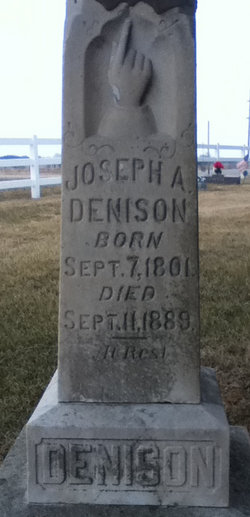 JOSEPH A.
DENISON
BORN
SEPT. 7, 1801.
DIED
SEPT. 11, 1889.
At Rest
DENISON